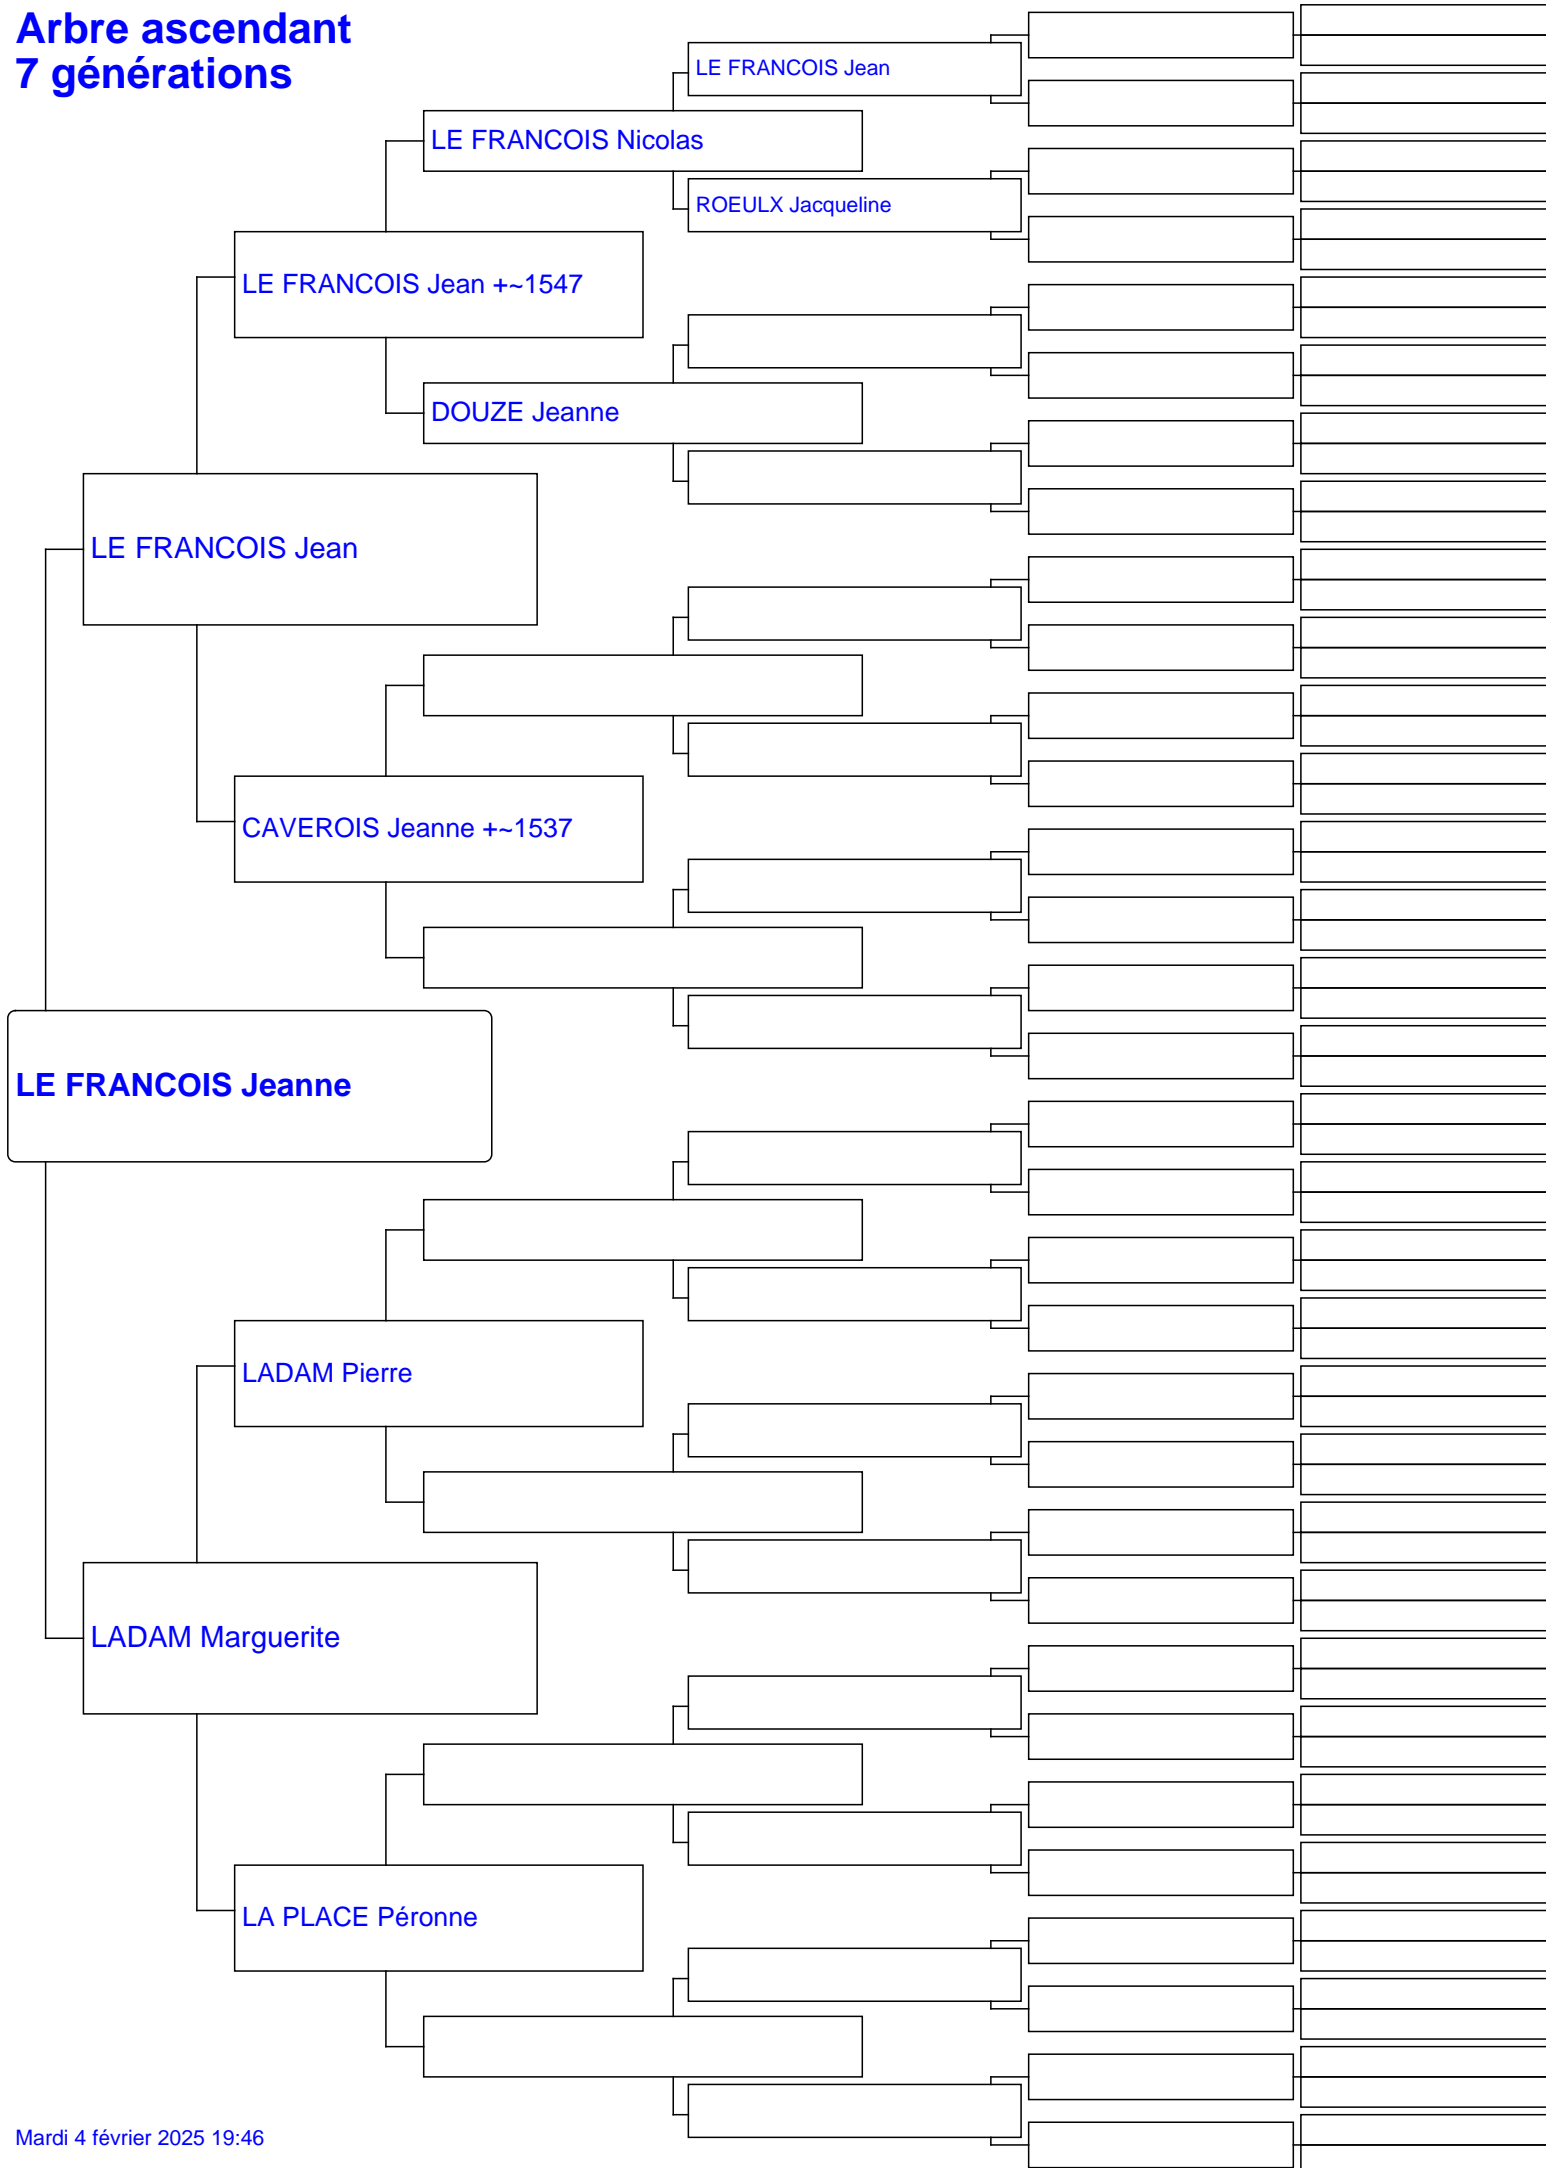 Arbre ascendant
7 générations
LE FRANCOIS Jean
LE FRANCOIS Nicolas
ROEULX Jacqueline
LE FRANCOIS Jean +~1547
DOUZE Jeanne
LE FRANCOIS Jean
CAVEROIS Jeanne +~1537
LE FRANCOIS Jeanne
LADAM Pierre
LADAM Marguerite
LA PLACE Péronne
Mardi 4 février 2025 19:46